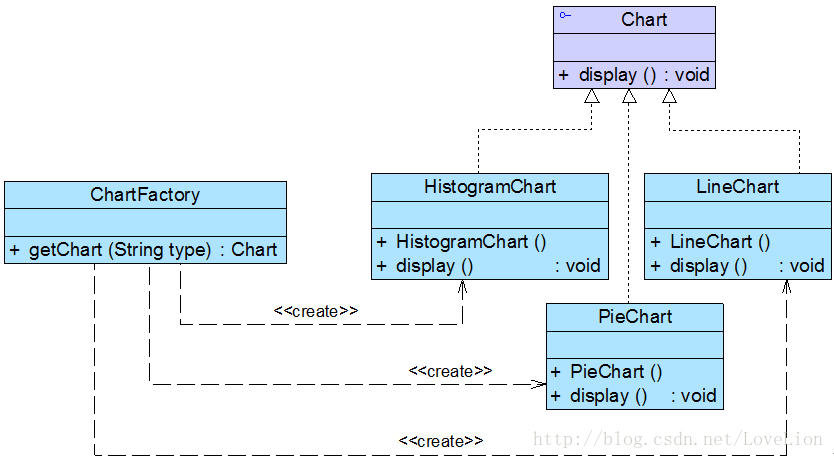 Chart
+ display () : void
ChartFactory
+ getChart (String type) : Chart
HistogramChart
+ HistogramChart ()
+ display () : void
LineChart
+ LineChart ()
+ display () : void
<<create>>
PieChart
+ PieChart ()
+ display () : void
<<create>>
<<create>>
http://blog.csdn.net/LoveLion